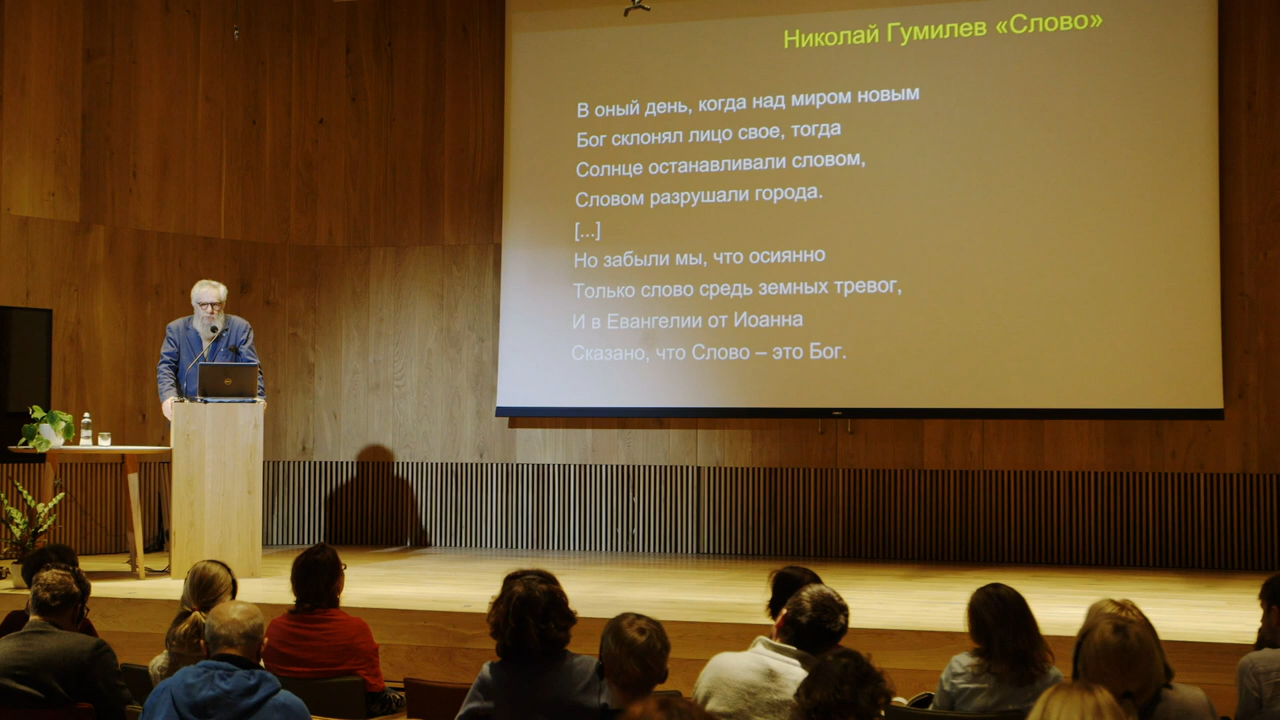 Николай Гумилев «Слово»
В оный день, когда над миром новым
Бог склонял лицо свое, тогда
Солнце останавливали словом,
Словом разрушали города.
[...]
Но забыли мы, что осиянно
Только слово средь земных тревог,
И в Евангелии от Иоанна
Сказано, что Слово – это Бог.
DELL